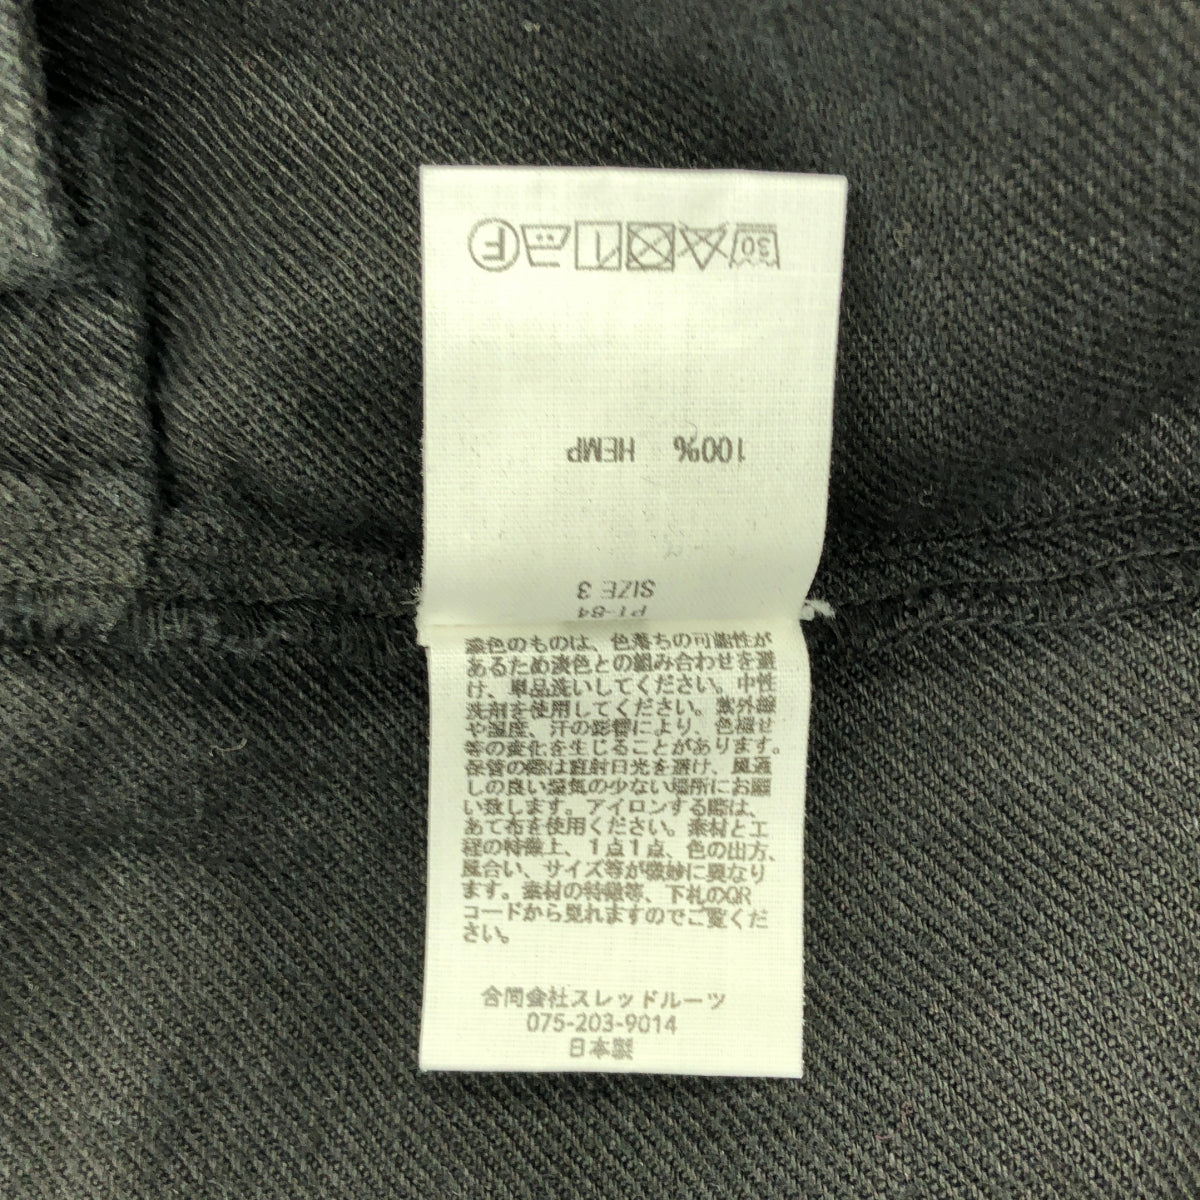 30
F
100% HEMP
SIZE 3
PT-84
濃色のものは、色落ちの可能性が
あるため淡色との組み合わせを避
け、単品洗いしてください。中性
洗剤を使用してください。紫外線
や湿度、汗の影響により、色褪せ
等の変化を生じることがあります。
保管の際は直射日光を避け、風通
しの良い湿気の少ない場所にお願
い致します。アイロンする際は、
あて布を使用ください。素材と工
程の特徴上、1点1点、色の出方、
風合い、サイズ等が微妙に異なり
ます。素材の特徴等、下札のQR
コードから見れますのでご覧くだ
さい。
合同会社スレッドルーツ
075-203-9014
日本製